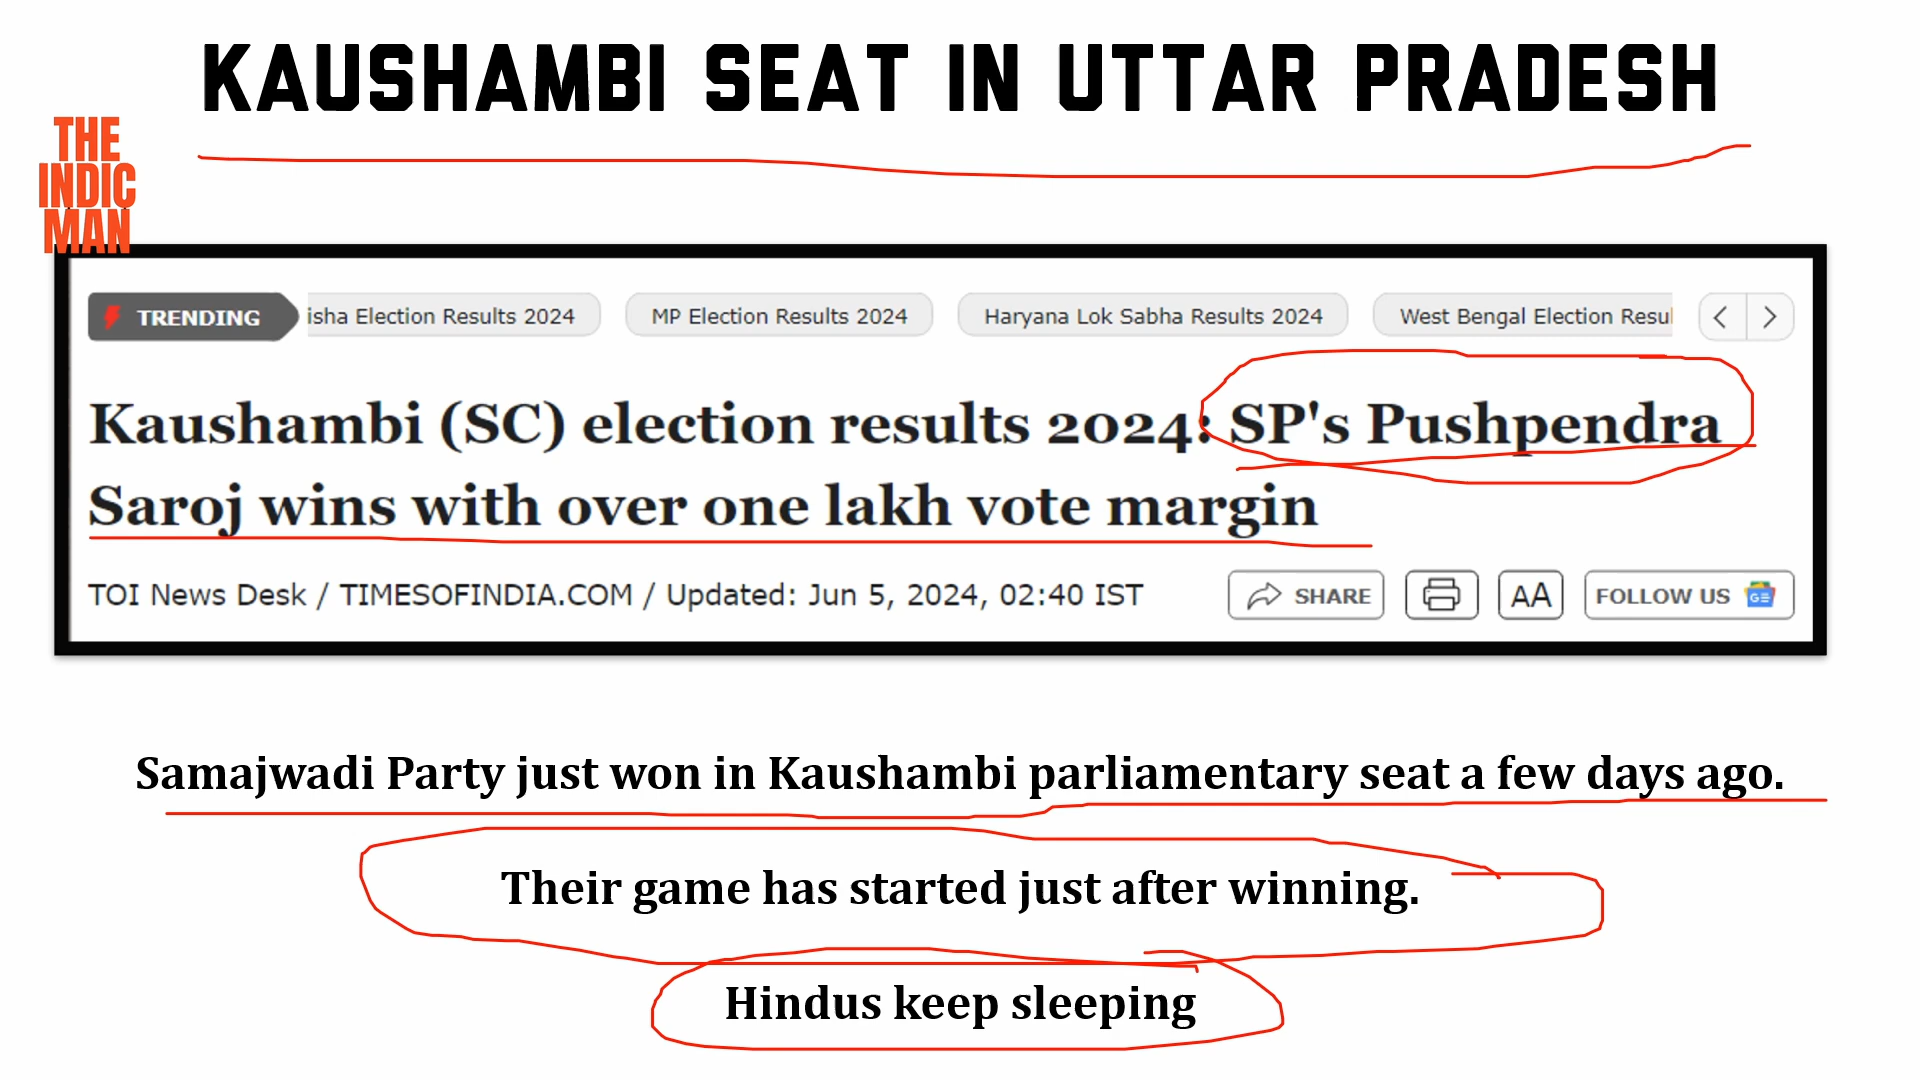 KAUSHAMBI SEAT IN UTTAR PRADESH
THE
INDIC
MAN
TRENDING isha Election Results 2024 MP Election Results 2024 Haryana Lok Sabha Results 2024 West Bengal Election Resul
Kaushambi (SC) election results 2024: SP's Pushpendra
Saroj wins with over one lakh vote margin
TOI News Desk / TIMESOFINDIA.COM / Updated: Jun 5, 2024, 02:40 IST SHARE AA FOLLOW US GE
Samajwadi Party just won in Kaushambi parliamentary seat a few days ago.
Their game has started just after winning.
Hindus keep sleeping